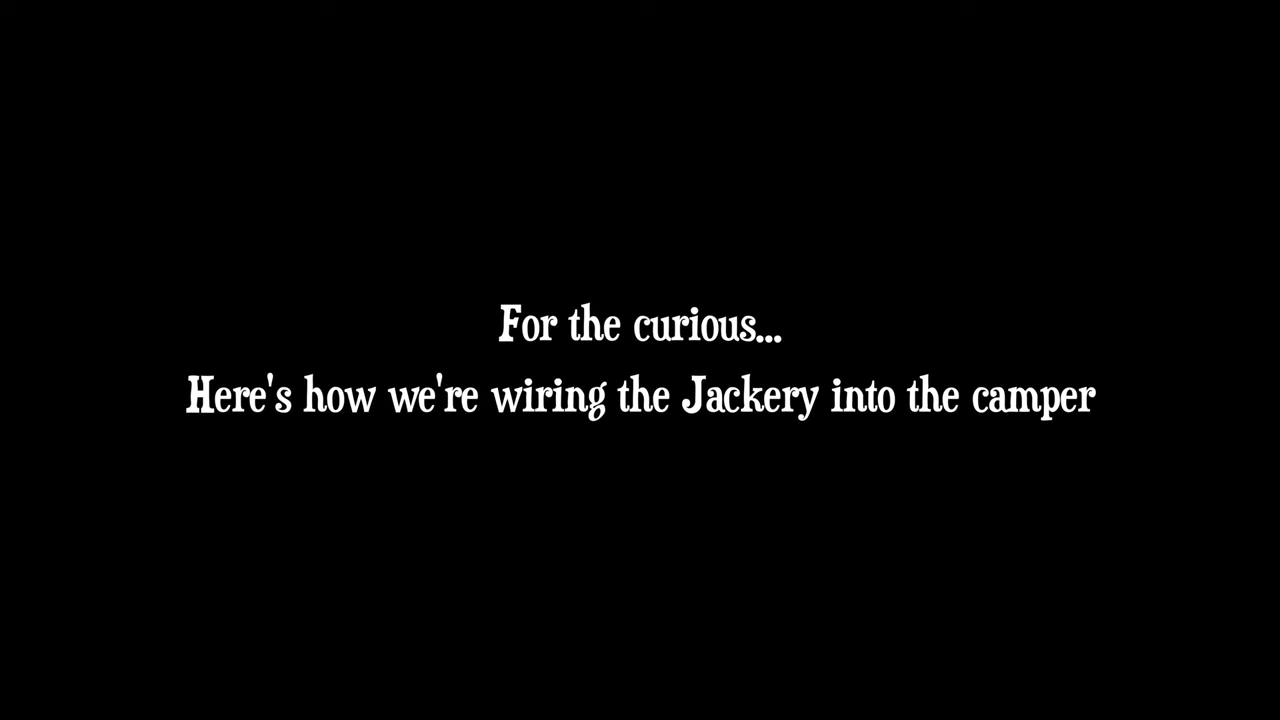 For the curious...
Here's how we're wiring the Jackery into the camper